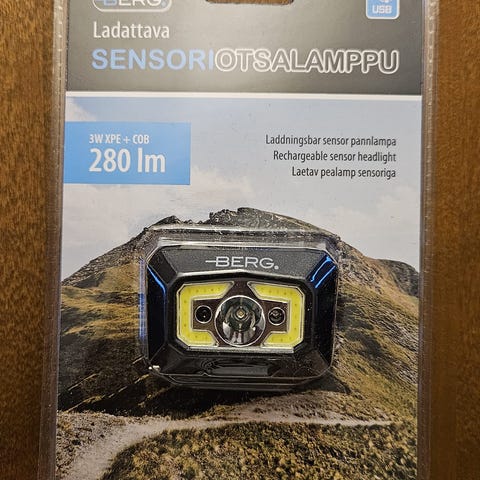 BERG.
USB
Ladattava
SENSORIOTSALAMPPU
3W XPE + COB
280 lm
Laddningsbar sensor pannlampa
Rechargeable sensor headlight
Laetav pealamp sensoriga
BERG.